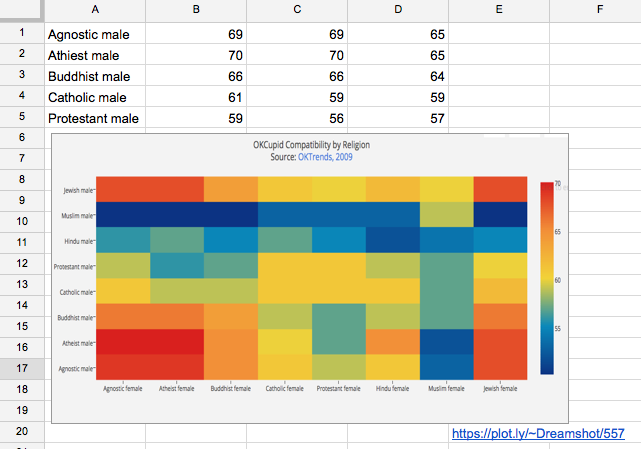 A B C D E F
1 Agnostic male 69 69 65
2 Athiest male 70 70 65
3 Buddhist male 66 66 64
4 Catholic male 61 59 59
5 Protestant male 59 56 57
6
OKCupid Compatibility by Religion
7
Source: OKTrends, 2009
8
70
Jewish male
9
10
Muslim male
65
11
Hindu male
12
Protestant male
60
13
Catholic male
14
Buddhist male
15
55
16
Atheist male
17
Agnostic male
18
Agnostic female Atheist female Buddhist female Catholic female Protestant female Hindu female Muslim female Jewish female
19
20 https://plot.ly/~Dreamshot/557